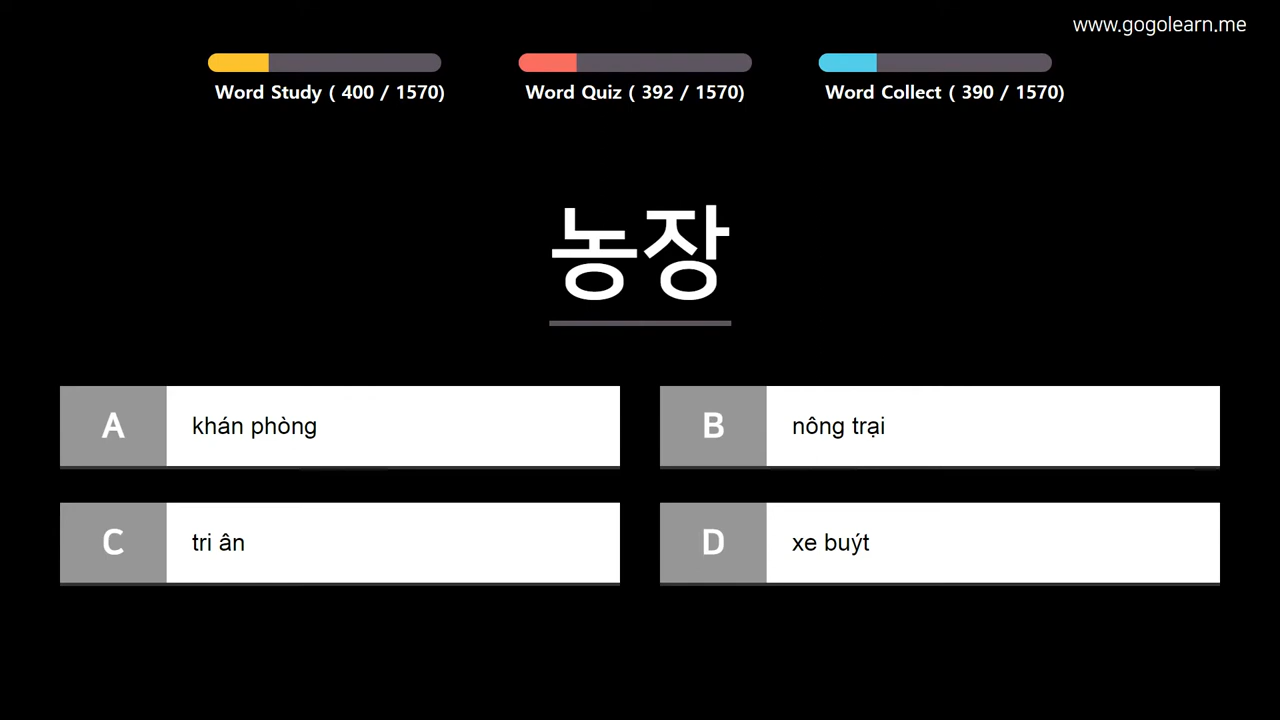 www.gogolearn.me
Word Study ( 400 / 1570)
Word Quiz ( 392 / 1570)
Word Collect ( 390 / 1570)
농장
A khán phòng
B nông trại
C tri ân
D xe buýt